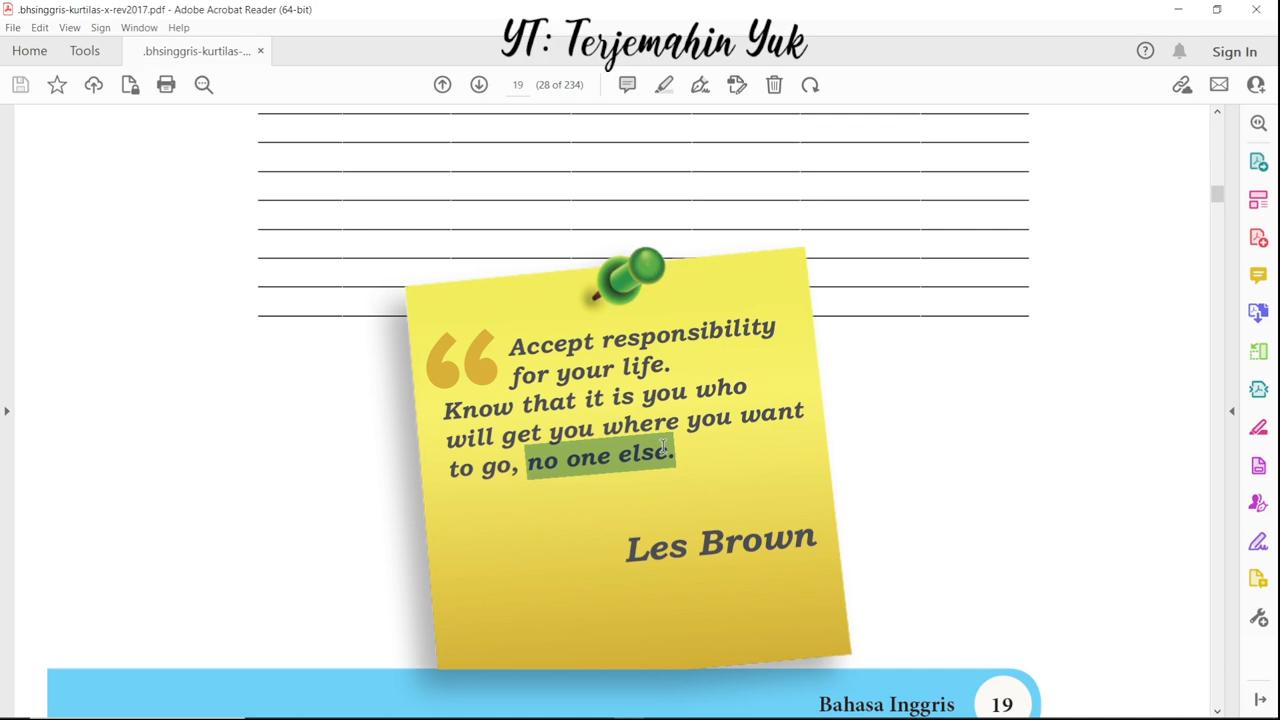 .bhsinggris-kurtilas-x-rev2017.pdf - Adobe Acrobat Reader (64-bit)
File Edit View Sign Window Help
YT: Terjemahin Yuk
Home Tools .bhsinggris-kurtilas-... × Sign In
19 (28 of 234)
“ Accept responsibility
for your life.
Know that it is you who
will get you where you want
to go, no one else.
Les Brown
Bahasa Inggris 19